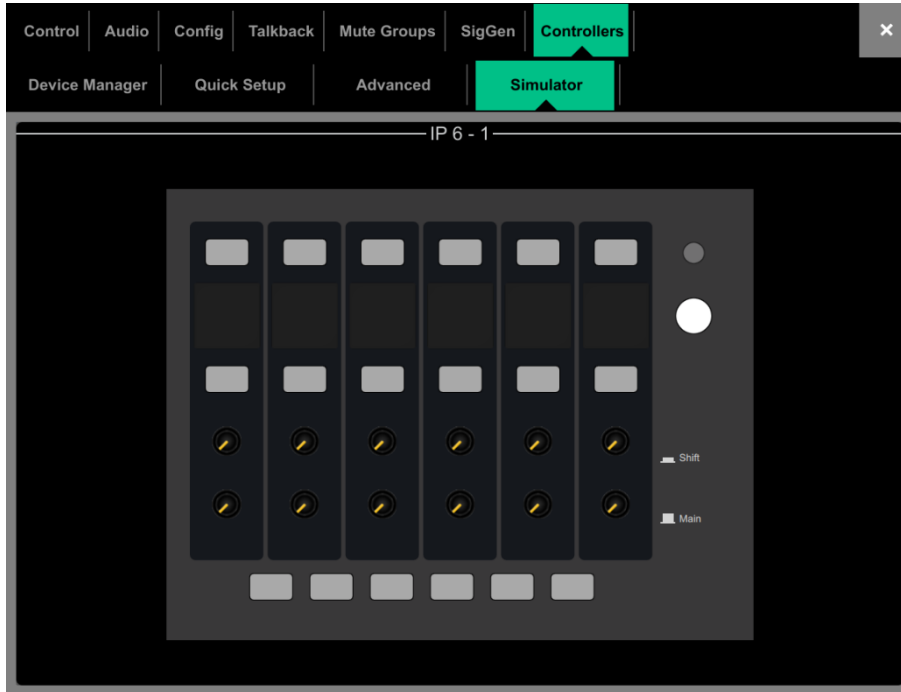 Control Audio Config Talkback Mute Groups SigGen Controllers ×
Device Manager Quick Setup Advanced Simulator
IP 6 - 1
Shift
Main